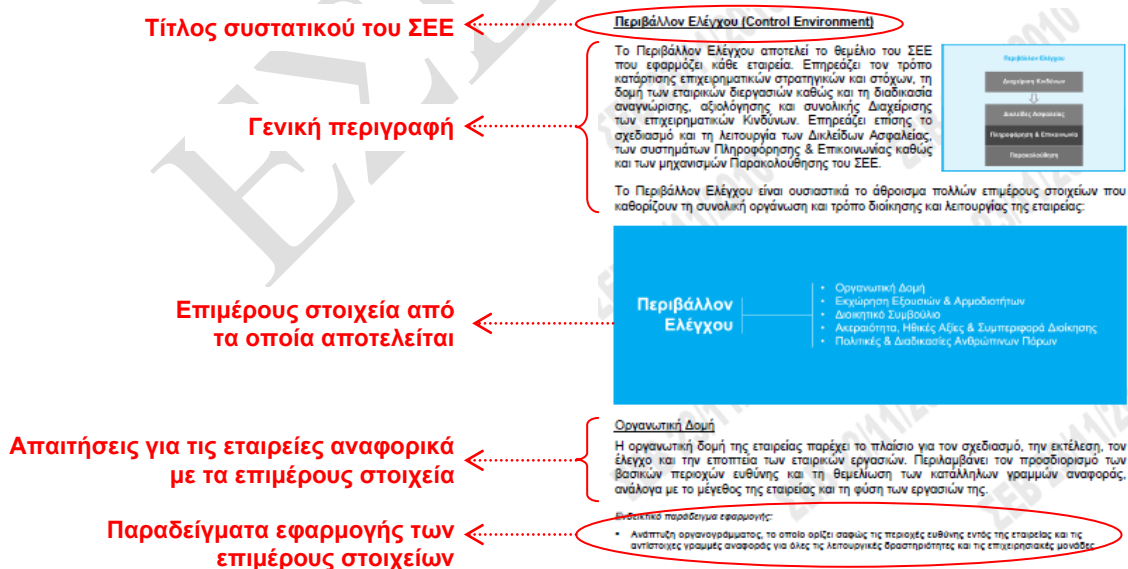 Τίτλος συστατικού του ΣΕΕ
Περιβάλλον Ελέγχου (Control Environment)
Γενική περιγραφή
Το Περιβάλλον Ελέγχου αποτελεί το θεμέλιο του ΣΕΕ
που εφαρμόζει κάθε εταιρεία. Επηρεάζει τον τρόπο
κατάρτισης επιχειρηματικών στρατηγικών και στόχων, τη
δομή των εταιρικών διεργασιών καθώς και τη διαδικασία
αναγνώρισης, αξιολόγησης και συνολικής Διαχείρισης
των επιχειρηματικών Κινδύνων. Επηρεάζει επίσης το
σχεδιασμό και τη λειτουργία των Δικλείδων Ασφαλείας,
των συστημάτων Πληροφόρησης & Επικοινωνίας καθώς
και των μηχανισμών Παρακολούθησης του ΣΕΕ.
Περιβάλλον Ελέγχου
Διαχείριση Κινδύνων
Δικλείδες Ασφαλείας
Πληροφόρηση & Επικοινωνία
Παρακολούθηση
Το Περιβάλλον Ελέγχου είναι ουσιαστικά το άθροισμα πολλών επιμέρους στοιχείων που
καθορίζουν τη συνολική οργάνωση και τρόπο διοίκησης και λειτουργίας της εταιρείας:
Επιμέρους στοιχεία από
τα οποία αποτελείται
Περιβάλλον
Ελέγχου
• Οργανωτική Δομή
• Εκχώρηση Εξουσιών & Αρμοδιοτήτων
• Διοικητικό Συμβούλιο
• Ακεραιότητα, Ηθικές Αξίες & Συμπεριφορά Διοίκησης
• Πολιτικές & Διαδικασίες Ανθρώπινων Πόρων
Απαιτήσεις για τις εταιρείες αναφορικά
με τα επιμέρους στοιχεία
Οργανωτική Δομή
Η οργανωτική δομή της εταιρείας παρέχει το πλαίσιο για τον σχεδιασμό, την εκτέλεση, τον
έλεγχο και την εποπτεία των εταιρικών εργασιών. Περιλαμβάνει τον προσδιορισμό των
βασικών περιοχών ευθύνης και τη θεμελίωση των κατάλληλων γραμμών αναφοράς,
ανάλογα με το μέγεθος της εταιρείας και τη φύση των εργασιών της.
Παραδείγματα εφαρμογής των
επιμέρους στοιχείων
Ενδεικτικό παράδειγμα εφαρμογής:
• Ανάπτυξη οργανογράμματος, το οποίο ορίζει σαφώς τις περιοχές ευθύνης εντός της εταιρείας και τις
αντίστοιχες γραμμές αναφοράς για όλες τις λειτουργικές δραστηριότητες και τις επιχειρησιακές μονάδες.